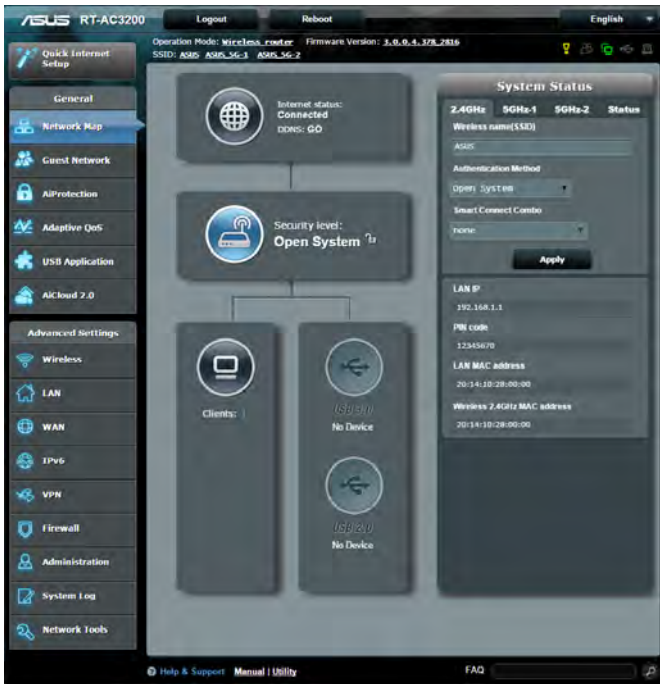 ASUS RT-AC3200 Logout Reboot English
Operation Mode: Wireless router Firmware Version: 3.0.0.4.378_2816
SSID: ASUS ASUS_5G-1 ASUS_5G-2
Quick Internet Setup
General
Network Map
Guest Network
AiProtection
Adaptive QoS
USB Application
AiCloud 2.0
Advanced Settings
Wireless
LAN
WAN
IPv6
VPN
Firewall
Administration
System Log
Network Tools
Internet status:
Connected
DDNS: GO
Security level:
Open System
Clients:
USB 3.0
No Device
USB 2.0
No Device
System Status
2.4GHz 5GHz-1 5GHz-2 Status
Wireless name(SSID)
ASUS
Authentication Method
Open System
Smart Connect Combo
none
Apply
LAN IP
192.168.1.1
PIN code
12345670
LAN MAC address
20:14:10:28:00:00
Wireless 2.4GHz MAC address
20:14:10:28:00:00
Help & Support Manual | Utility FAQ